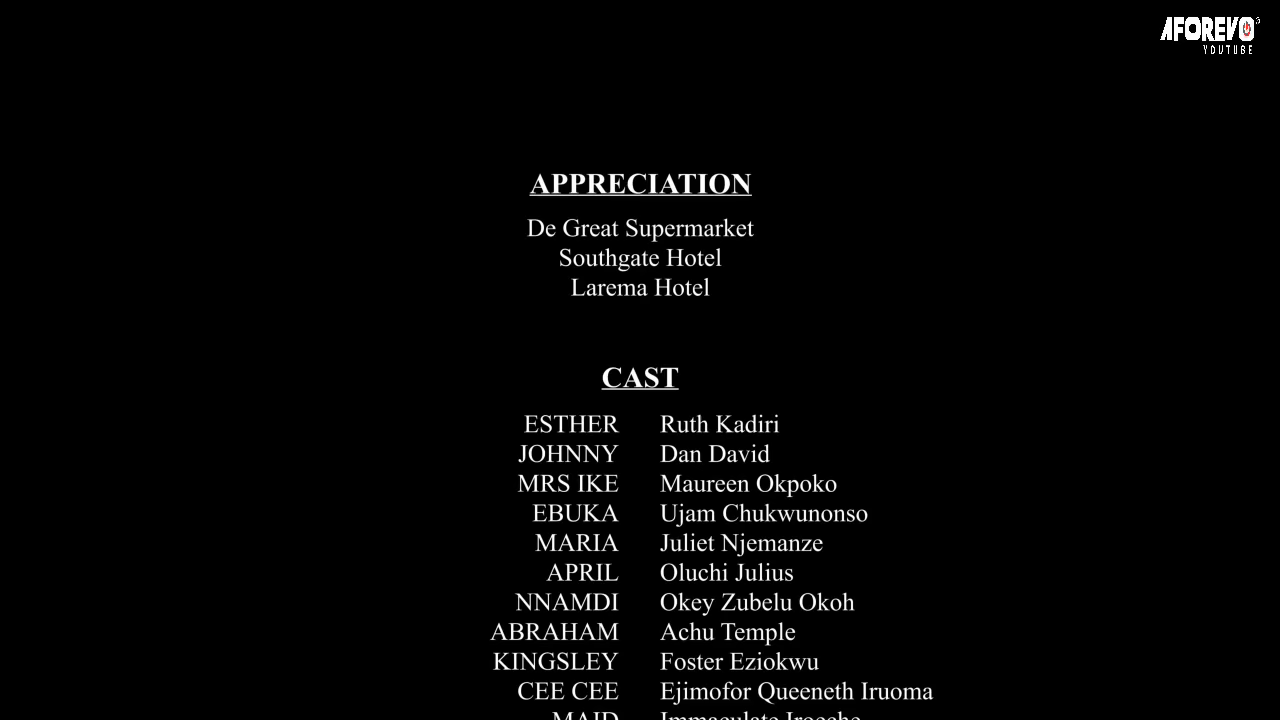 AFOREVO
YOUTUBE
APPRECIATION
De Great Supermarket
Southgate Hotel
Larema Hotel
CAST
ESTHER Ruth Kadiri
JOHNNY Dan David
MRS IKE Maureen Okpoko
EBUKA Ujam Chukwunonso
MARIA Juliet Njemanze
APRIL Oluchi Julius
NNAMDI Okey Zubelu Okoh
ABRAHAM Achu Temple
KINGSLEY Foster Eziokwu
CEE CEE Ejimofor Queeneth Iruoma
MAID Immaculate